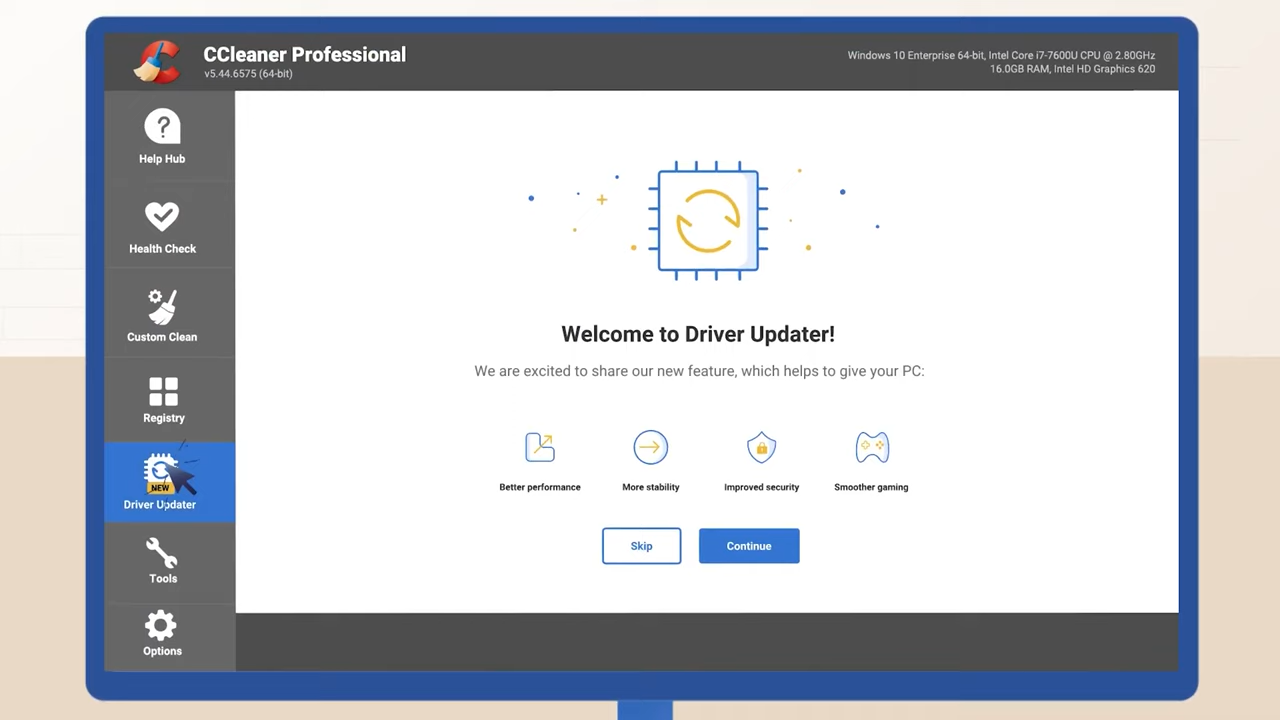 CCleaner Professional
v5.44.6575 (64-bit)
Windows 10 Enterprise 64-bit, Intel Core i7-7600U CPU @ 2.80GHz
16.0GB RAM, Intel HD Graphics 620
?
Help Hub
Health Check
Custom Clean
Registry
NEW
Driver Updater
Tools
Options
Welcome to Driver Updater!
We are excited to share our new feature, which helps to give your PC:
Better performance
More stability
Improved security
Smoother gaming
Skip
Continue